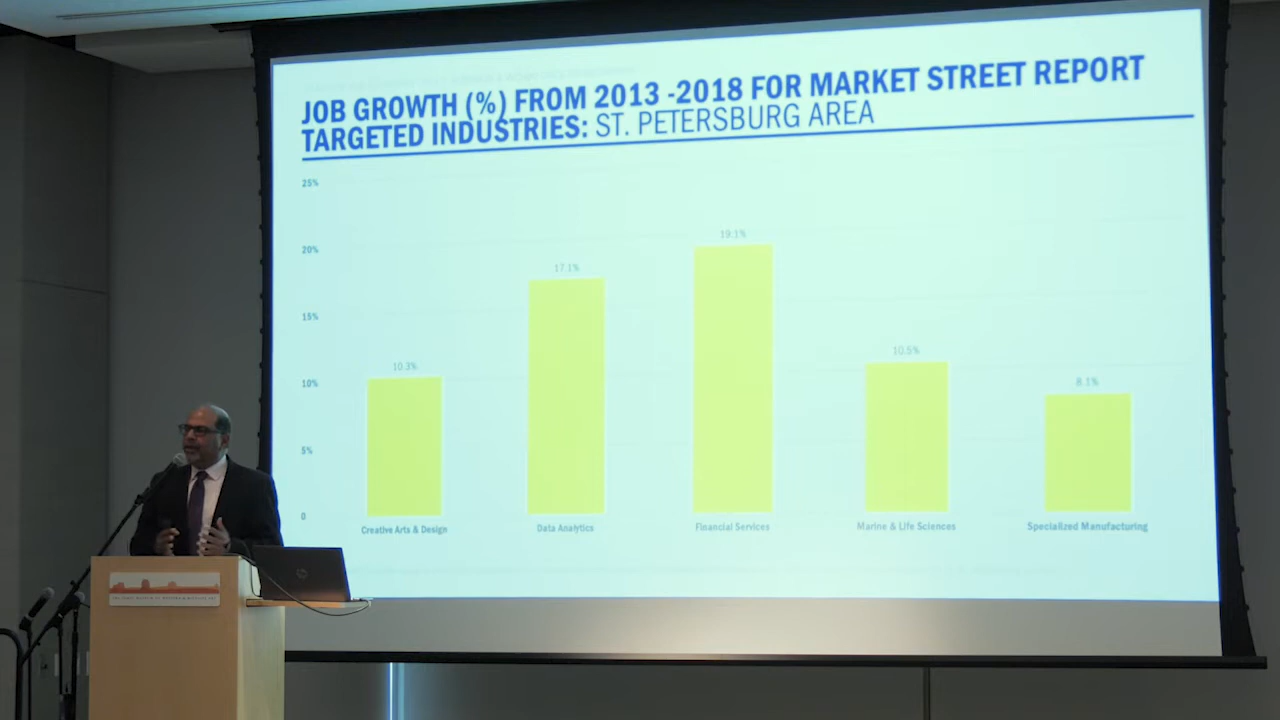 JOB GROWTH (%) FROM 2013 -2018 FOR MARKET STREET REPORT
TARGETED INDUSTRIES: ST. PETERSBURG AREA
25%
20%
15%
10%
5%
0
10.3%
17.1%
19.1%
10.5%
8.1%
Creative Arts & Design
Data Analytics
Financial Services
Marine & Life Sciences
Specialized Manufacturing